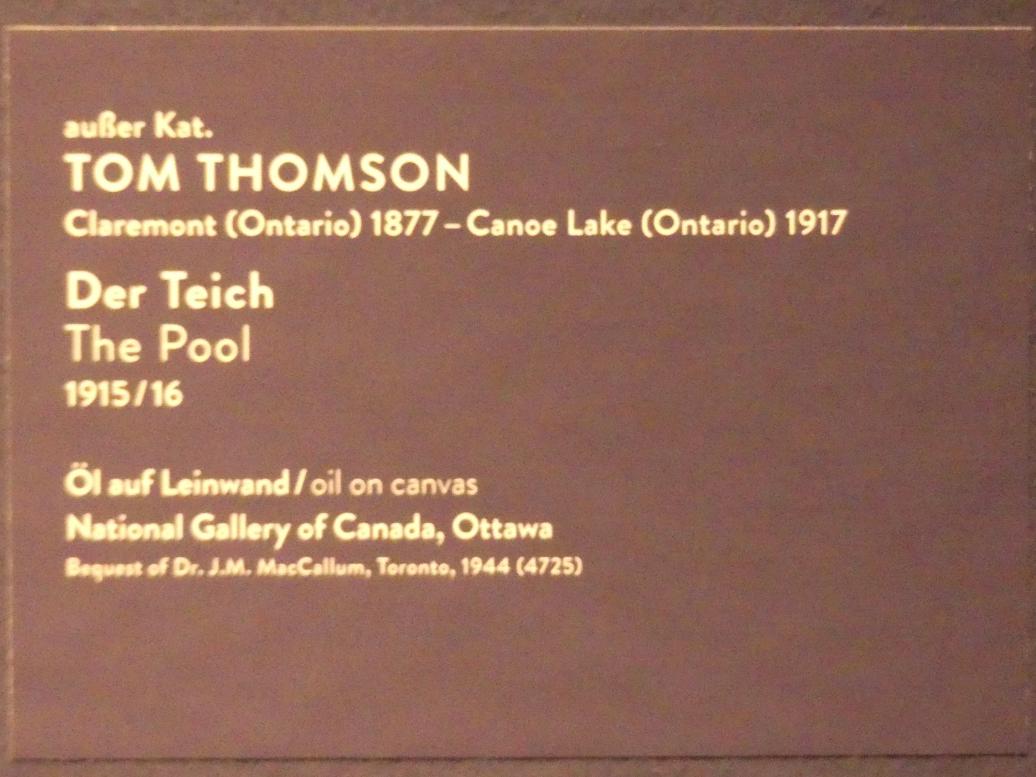 außer Kat.
TOM THOMSON
Claremont (Ontario) 1877 – Canoe Lake (Ontario) 1917
Der Teich
The Pool
1915 / 16
Öl auf Leinwand / oil on canvas
National Gallery of Canada, Ottawa
Bequest of Dr. J.M. MacCallum, Toronto, 1944 (4725)